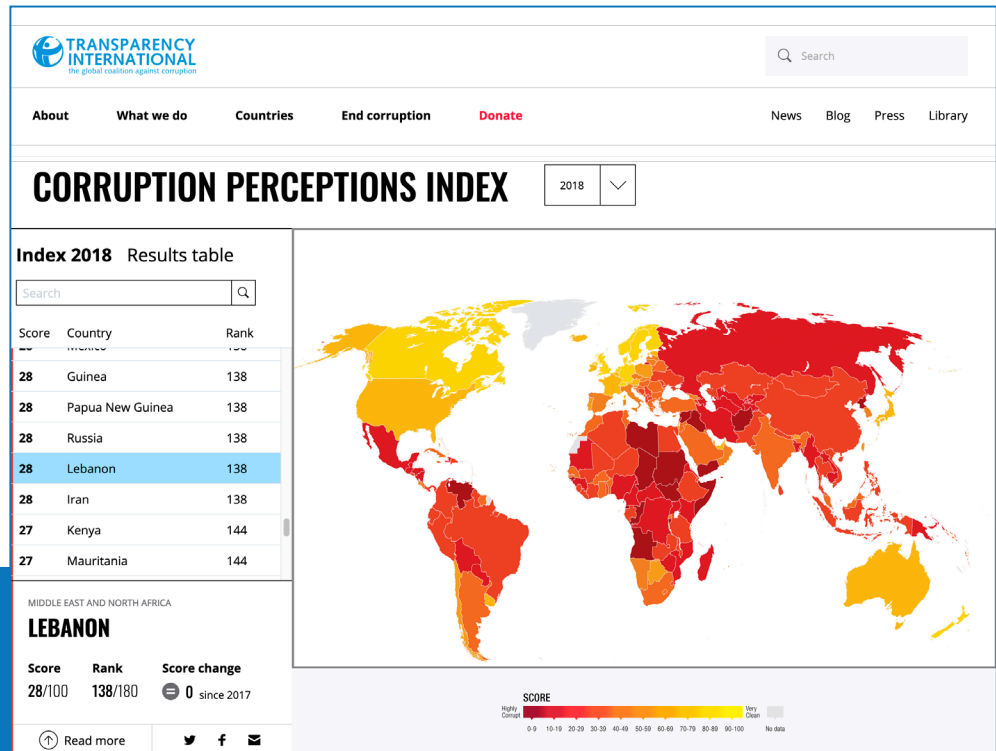 TRANSPARENCY
INTERNATIONAL
the global coalition against corruption
Search
About What we do Countries End corruption Donate
News Blog Press Library
CORRUPTION PERCEPTIONS INDEX
2018
Index 2018 Results table
Search
Score Country Rank
28 Mexico 138
28 Guinea 138
28 Papua New Guinea 138
28 Russia 138
28 Lebanon 138
28 Iran 138
27 Kenya 144
27 Mauritania 144
MIDDLE EAST AND NORTH AFRICA
LEBANON
Score Rank Score change
28/100 138/180 0 since 2017
Read more
SCORE
Highly Corrupt
Very Clean
0-9 10-19 20-29 30-39 40-49 50-59 60-69 70-79 80-89 90-100 No data